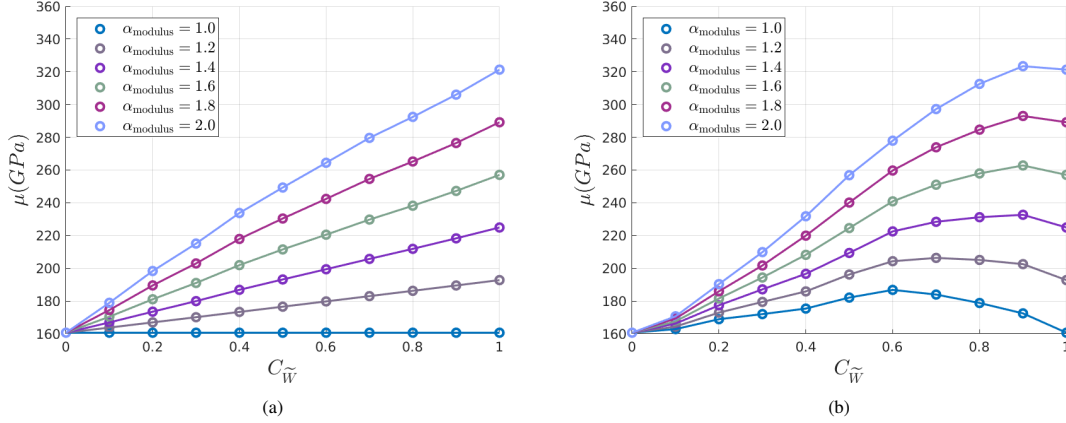 360
340
320
300
280
260
240
220
200
180
160
0
0.2
0.4
0.6
0.8
1
μ(GPa)
C_W̃
α_modulus = 1.0
α_modulus = 1.2
α_modulus = 1.4
α_modulus = 1.6
α_modulus = 1.8
α_modulus = 2.0
(a)
360
340
320
300
280
260
240
220
200
180
160
0
0.2
0.4
0.6
0.8
1
μ(GPa)
C_W̃
α_modulus = 1.0
α_modulus = 1.2
α_modulus = 1.4
α_modulus = 1.6
α_modulus = 1.8
α_modulus = 2.0
(b)